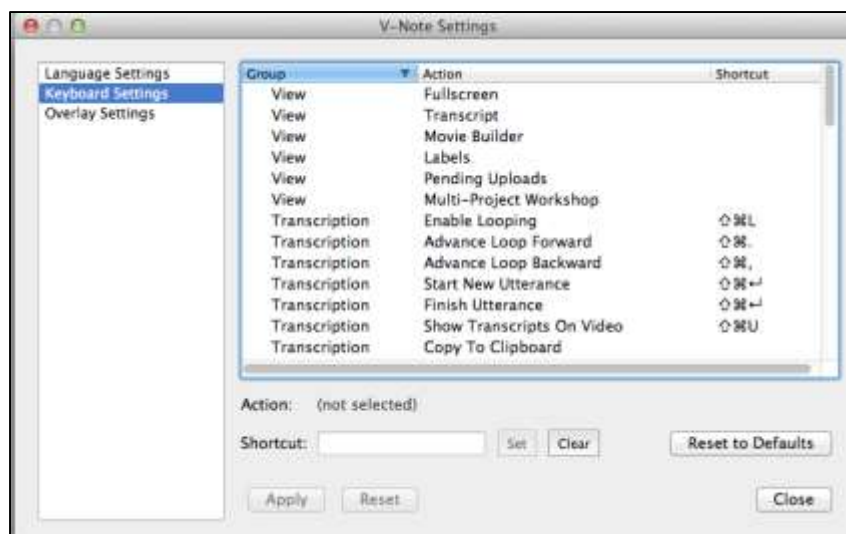 V-Note Settings
Language Settings
Keyboard Settings
Overlay Settings
Group Action Shortcut
View Fullscreen
View Transcript
View Movie Builder
View Labels
View Pending Uploads
View Multi-Project Workshop
Transcription Enable Looping ⇧⌘L
Transcription Advance Loop Forward ⇧⌘.
Transcription Advance Loop Backward ⇧⌘,
Transcription Start New Utterance ⇧⌘↩
Transcription Finish Utterance ⇧⌘↩
Transcription Show Transcripts On Video ⇧⌘U
Transcription Copy To Clipboard
Action: (not selected)
Shortcut: Set Clear Reset to Defaults
Apply Reset Close